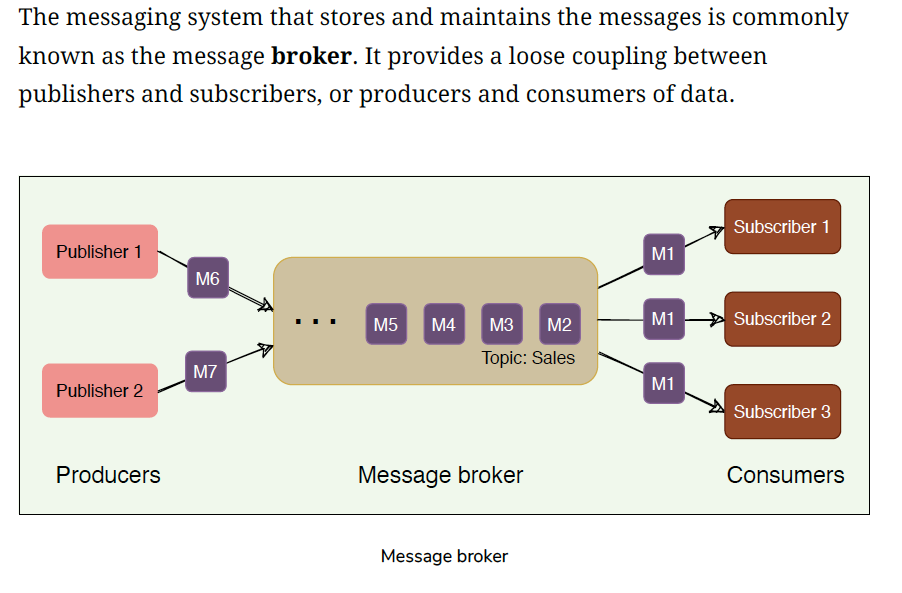 The messaging system that stores and maintains the messages is commonly
known as the message broker. It provides a loose coupling between
publishers and subscribers, or producers and consumers of data.
Publisher 1
M6
Publisher 2
M7
. . .
M5
M4
M3
M2
Topic: Sales
M1
M1
M1
Subscriber 1
Subscriber 2
Subscriber 3
Producers
Message broker
Consumers
Message broker